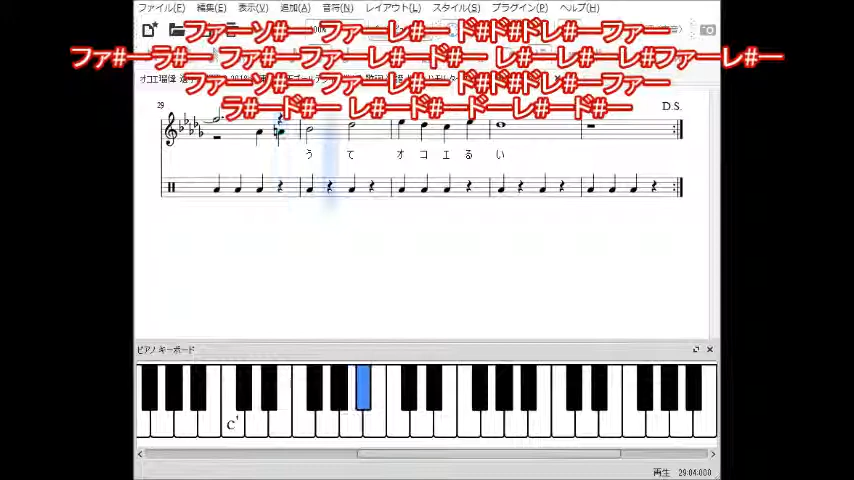 ファイル(F) 編集(E) 表示(V) 追加(A) 音符(N) レイアウト(L) スタイル(S) プラグイン(P) ヘルプ(H)
ファーソ#ー ファーレ#ー ド#ド#ドレ#ーファー
ファ#ーラ#ー ファ#ーファーレ#ード#ー レ#ーレーレ#ファーレ#ー
ファーソ#ー ファーレ#ー ド#ド#ドレ#ーファー
ラ#ード#ー レ#ード#ードーレ#ード#ー
29
D.S.
う て オ コ エ る い
ピアノ キーボード
C'
再生 29:04:000